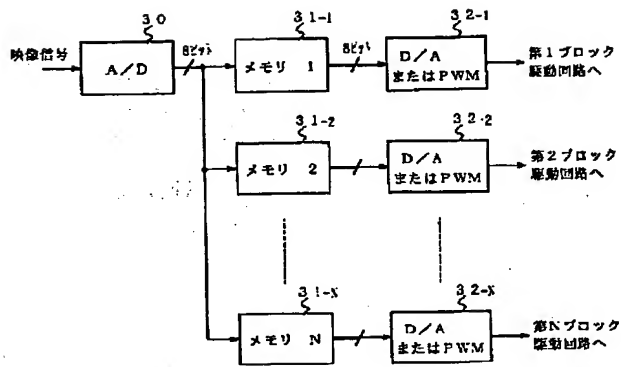 30
31-1
32-1
映像信号
A/D
8ビット
メモリ 1
8ビット
D/A
またはPWM
第1ブロック
駆動回路へ
31-2
32-2
メモリ 2
D/A
またはPWM
第2ブロック
駆動回路へ
31-N
32-N
メモリ N
D/A
またはPWM
第Nブロック
駆動回路へ